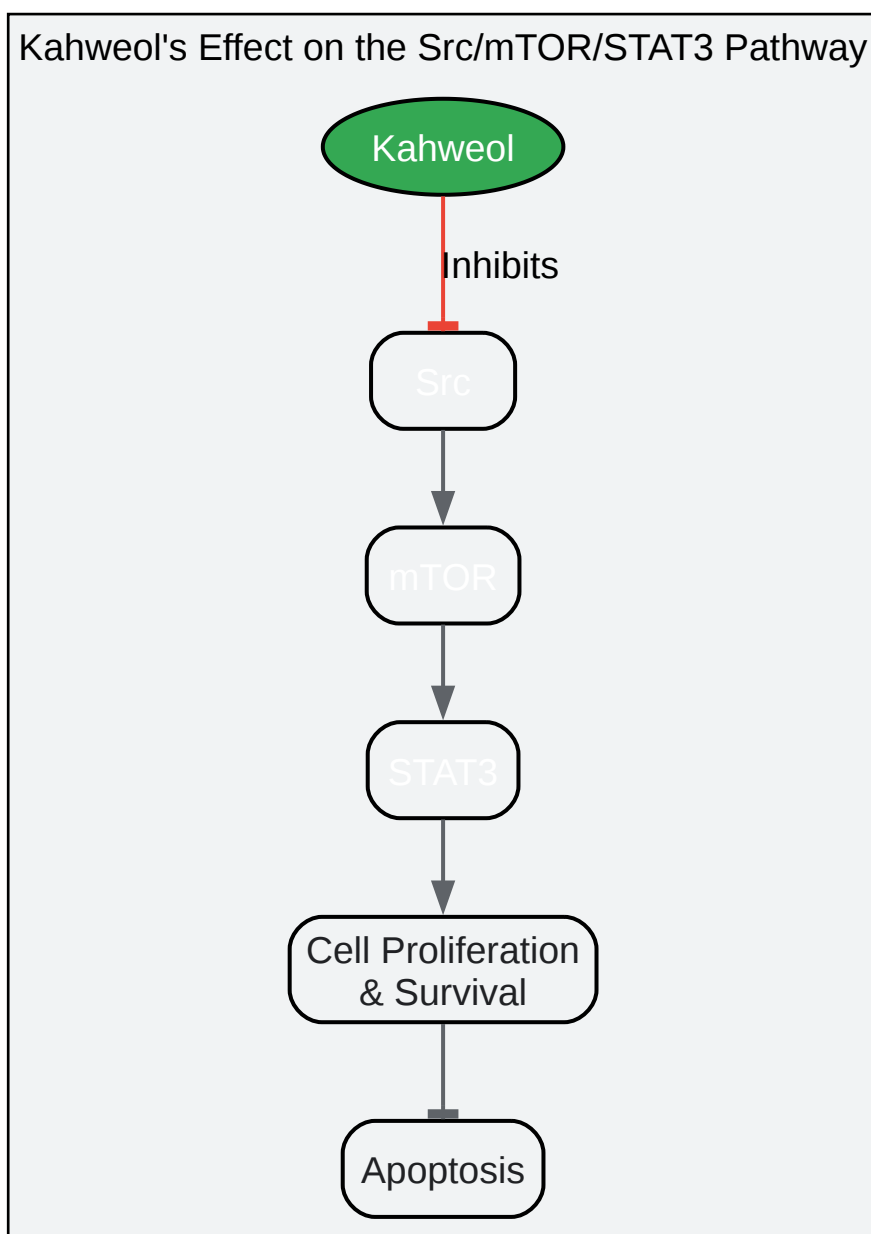 Kahweol's Effect on the Src/mTOR/STAT3 Pathway
Kahweol
Inhibits
Src
mTOR
STAT3
Cell Proliferation
& Survival
Apoptosis